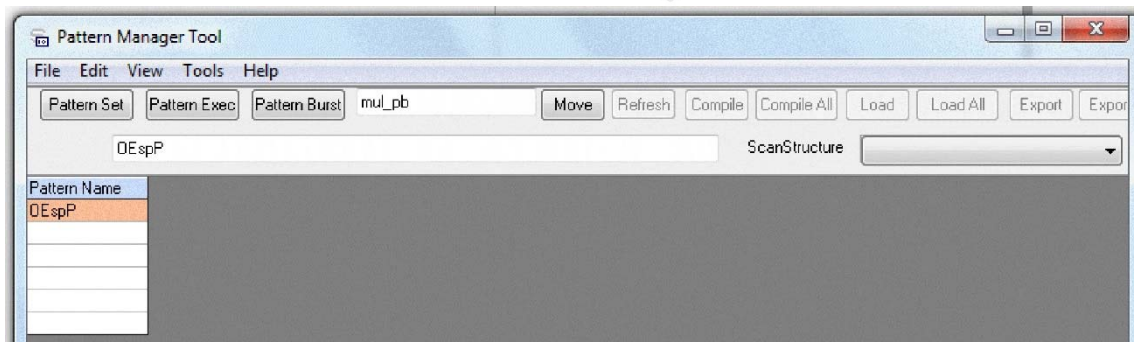 Pattern Manager Tool
File Edit View Tools Help
Pattern Set Pattern Exec Pattern Burst mul_pb Move Refresh Compile Compile All Load Load All Export Expor
OEspP ScanStructure
Pattern Name
OEspP